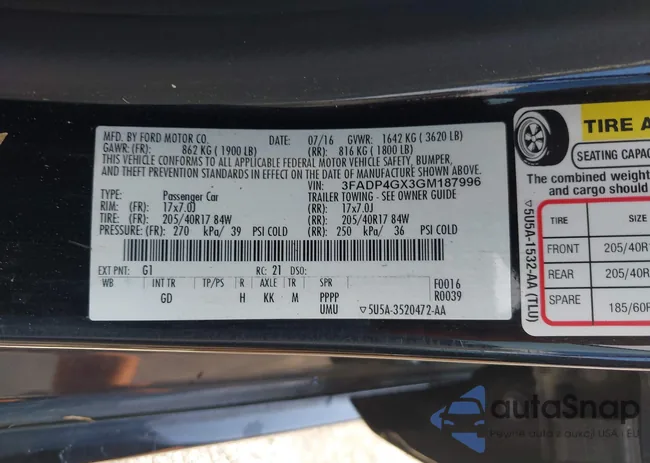 MFD. BY FORD MOTOR CO. DATE: 07/16 GVWR: 1642 KG ( 3620 LB)
GAWR: (FR): 862 KG ( 1900 LB) (RR): 816 KG ( 1800 LB)
THIS VEHICLE CONFORMS TO ALL APPLICABLE FEDERAL MOTOR VEHICLE SAFETY, BUMPER,
AND THEFT PREVENTION STANDARDS IN EFFECT ON THE DATE OF MANUFACTURE SHOWN ABOVE.
VIN: 3FADP4GX3GM187996
TYPE: Passenger Car TRAILER TOWING - SEE OWNER GUIDE
RIM: (FR): 17x7.0J (RR): 17x7.0J
TIRE: (FR): 205/40R17 84W (RR): 205/40R17 84W
PRESSURE: (FR): 270 kPa/ 39 PSI COLD (RR): 250 kPa/ 36 PSI COLD
EXT PNT: G1 RC: 21 DSO:
WB INT TR TP/PS R AXLE TR SPR F0016
GD H KK M PPPP R0039
UMU ▽5U5A-3520472-AA
TIRE A
SEATING CAPAC
The combined weight
and cargo should
▽5U5A-1532-AA (TLU)
TIRE SIZE
FRONT 205/40R
REAR 205/40R
SPARE 185/60R
autoSnap
Pewne auta z aukcji USA i EU